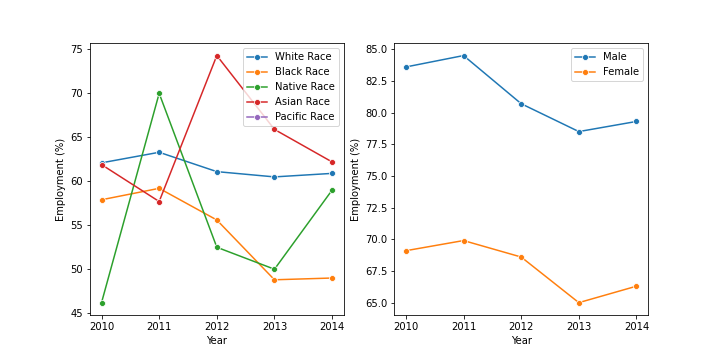 75
70
65
60
55
50
45
Employment (%)
2010 2011 2012 2013 2014
Year
White Race
Black Race
Native Race
Asian Race
Pacific Race
85.0
82.5
80.0
77.5
75.0
72.5
70.0
67.5
65.0
Employment (%)
2010 2011 2012 2013 2014
Year
Male
Female